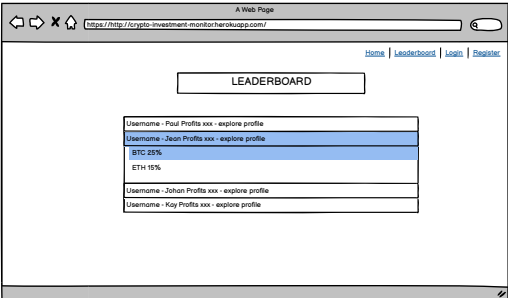 A Web Page
https://http://crypto-investment-monitor.herokuapp.com/
Home | Leaderboard | Login | Register
LEADERBOARD
Username - Paul Profits xxx - explore profile
Username - Jean Profits xxx - explore profile
BTC 25%
ETH 15%
Username - Johan Profits xxx - explore profile
Username - Kay Profits xxx - explore profile